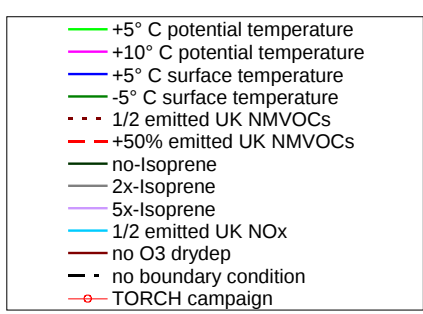 +5° C potential temperature
+10° C potential temperature
+5° C surface temperature
-5° C surface temperature
1/2 emitted UK NMVOCs
+50% emitted UK NMVOCs
no-Isoprene
2x-Isoprene
5x-Isoprene
1/2 emitted UK NOx
no O3 drydep
no boundary condition
TORCH campaign